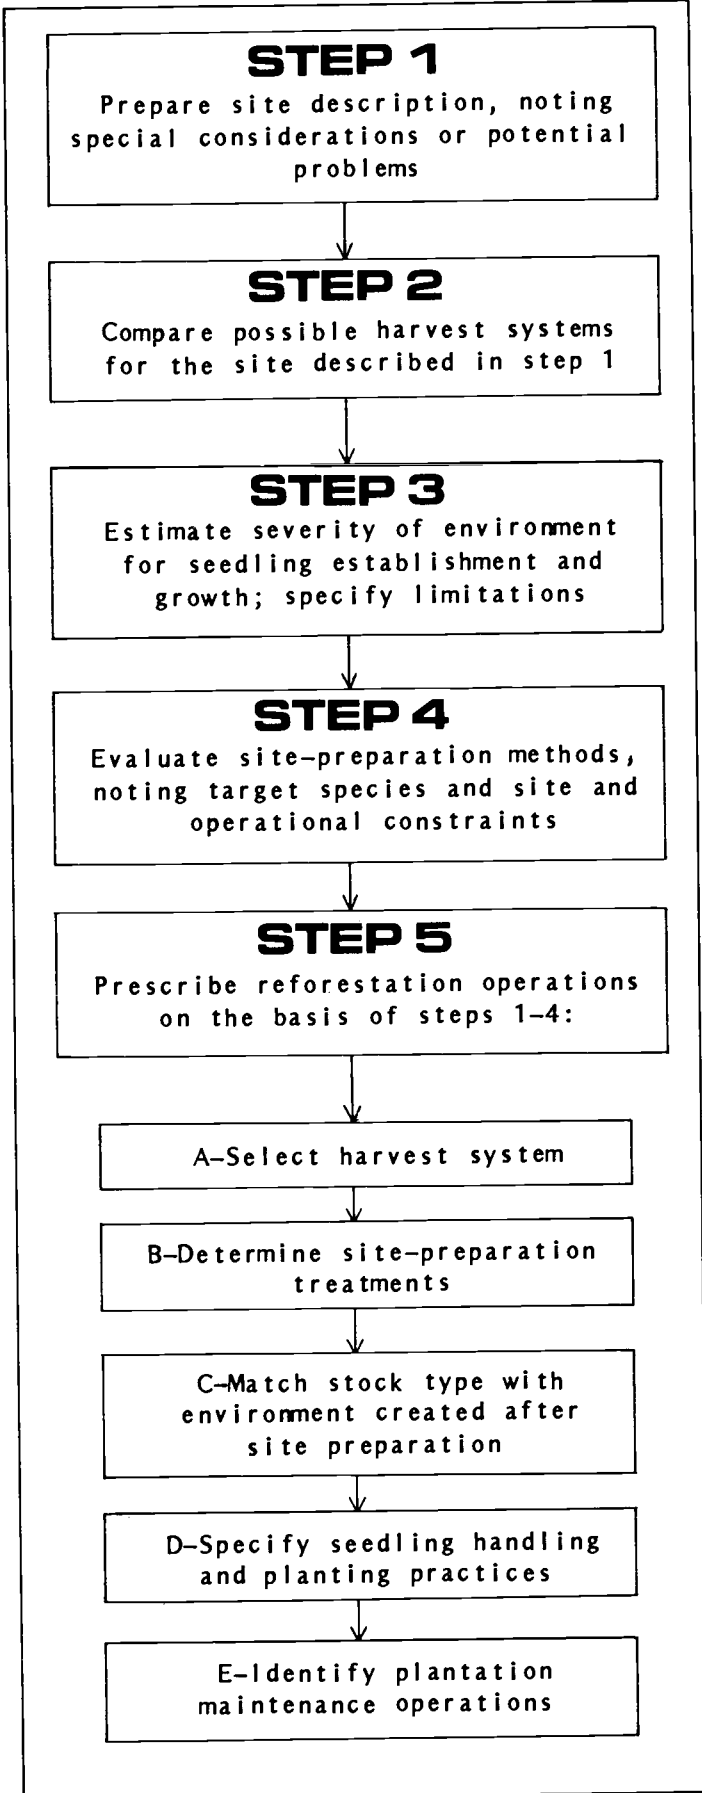 STEP 1
Prepare site description, noting
special considerations or potential
problems
STEP 2
Compare possible harvest systems
for the site described in step 1
STEP 3
Estimate severity of environment
for seedling establishment and
growth; specify limitations
STEP 4
Evaluate site-preparation methods,
noting target species and site and
operational constraints
STEP 5
Prescribe reforestation operations
on the basis of steps 1-4:
A-Select harvest system
B-Determine site-preparation
treatments
C-Match stock type with
environment created after
site preparation
D-Specify seedling handling
and planting practices
E-Identify plantation
maintenance operations